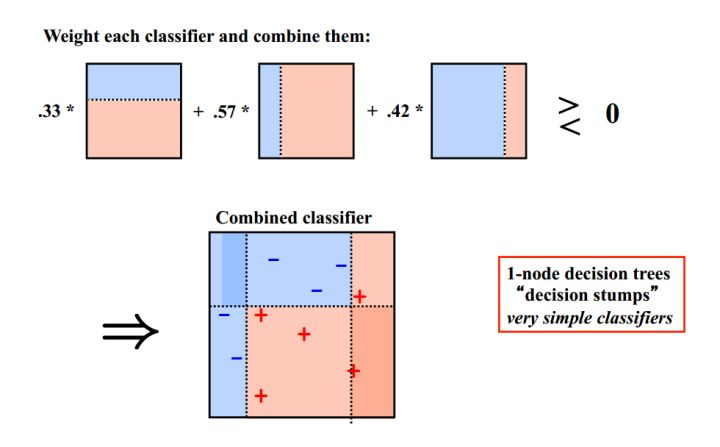 Weight each classifier and combine them:
.33 * + .57 * + .42 * ≷ 0
Combined classifier
1-node decision trees
“decision stumps”
very simple classifiers
⇒
− − − + − + + − + +